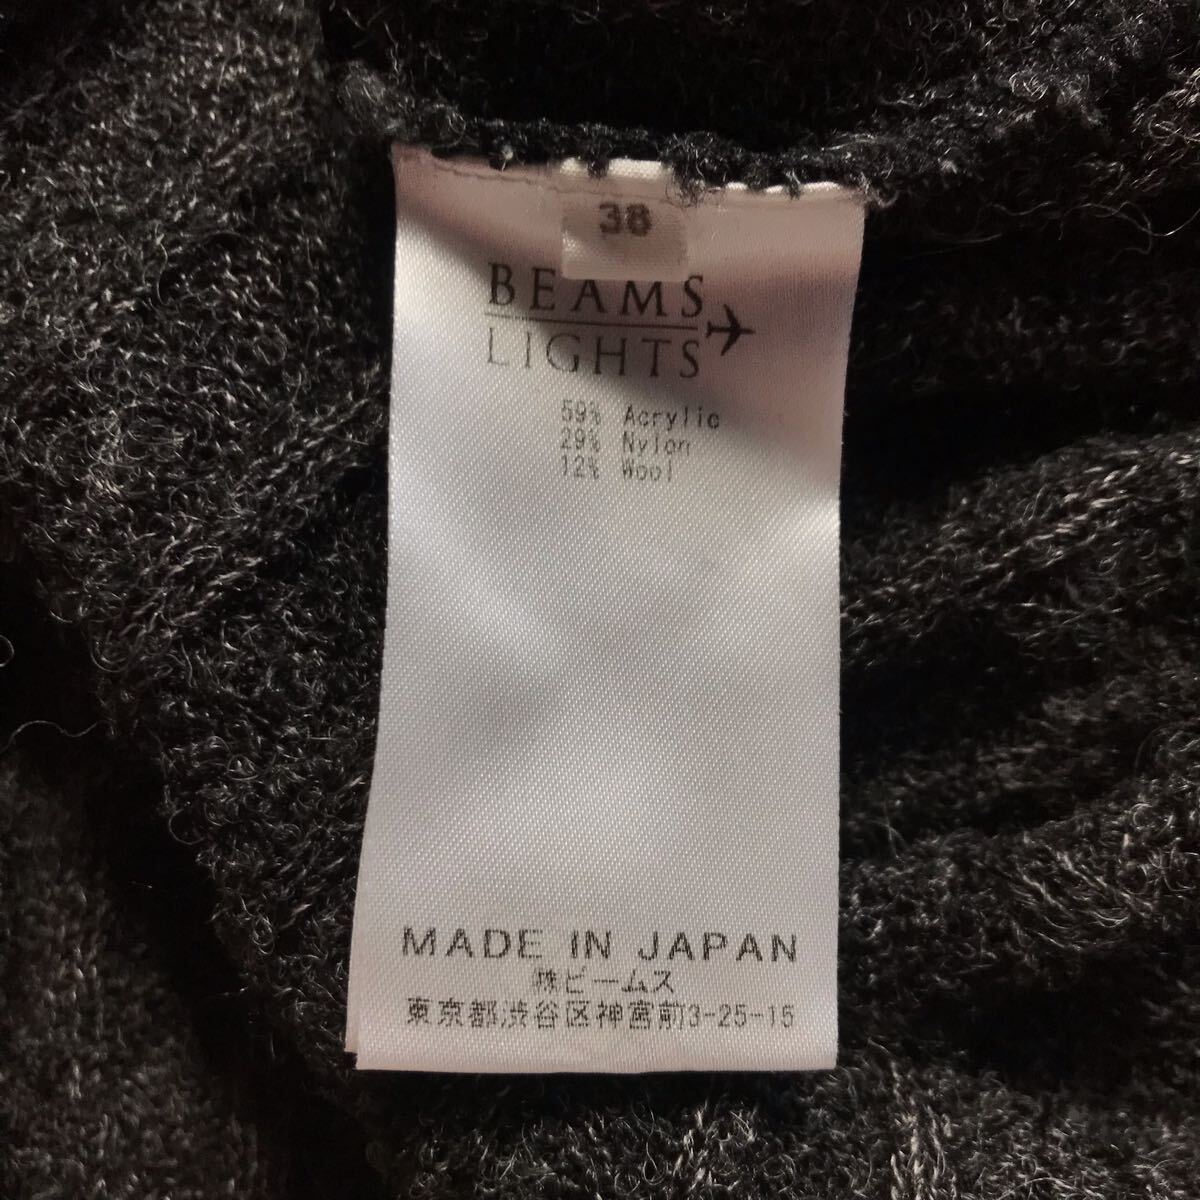 38
BEAMS
LIGHTS
59% Acrylic
29% Nylon
12% Wool
MADE IN JAPAN
㈱ビームス
東京都渋谷区神宮前3-25-15